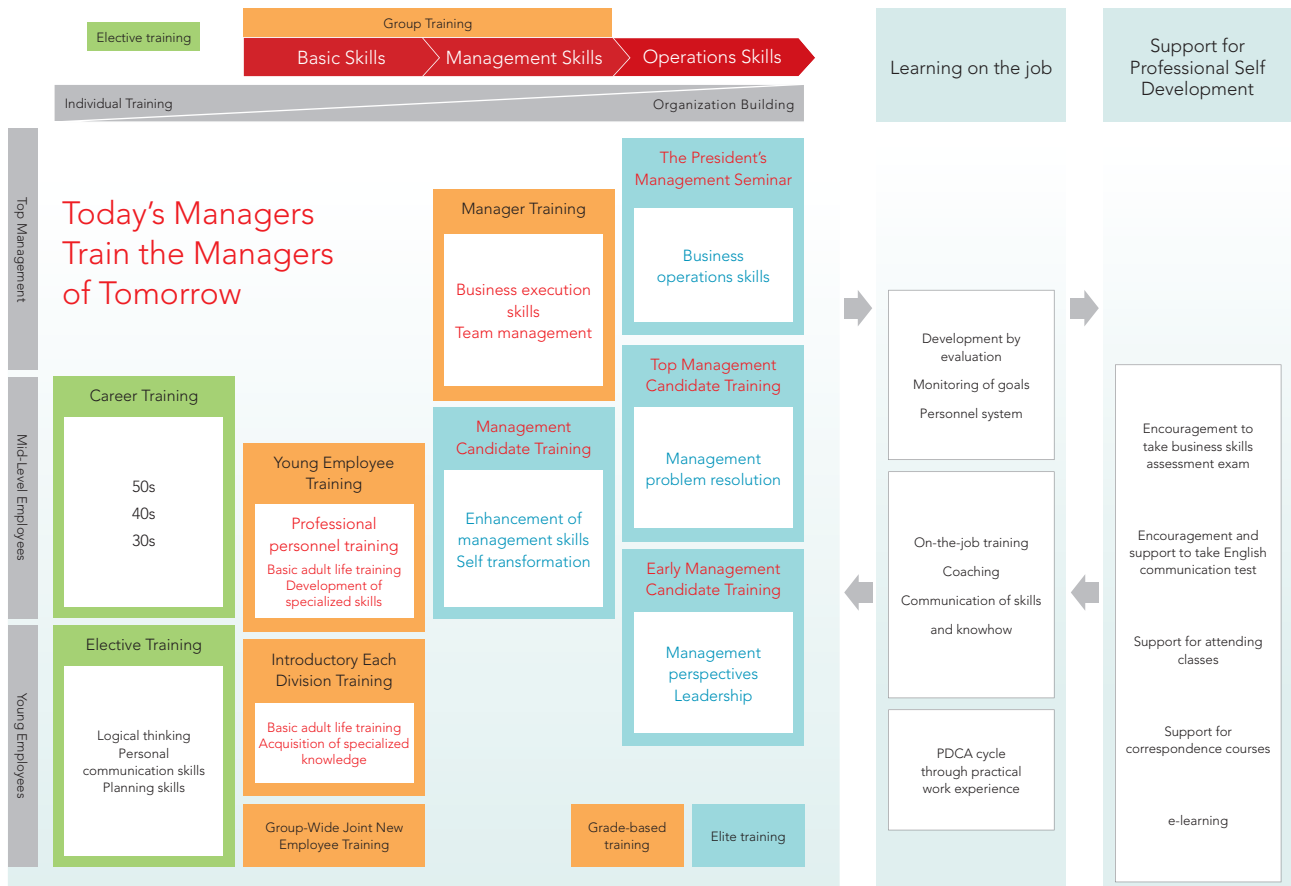 Elective training
Group Training
Basic Skills
Management Skills
Operations Skills
Individual Training
Organization Building
Top Management
Mid-Level Employees
Young Employees
Today's Managers
Train the Managers
of Tomorrow
Career Training
50s
40s
30s
Elective Training
Logical thinking
Personal
communication skills
Planning skills
Young Employee
Training
Professional
personnel training
Basic adult life training
Development of
specialized skills
Introductory Each
Division Training
Basic adult life training
Acquisition of specialized
knowledge
Group-Wide Joint New
Employee Training
Manager Training
Business execution
skills
Team management
Management
Candidate Training
Enhancement of
management skills
Self transformation
The President's
Management Seminar
Business
operations skills
Top Management
Candidate Training
Management
problem resolution
Early Management
Candidate Training
Management
perspectives
Leadership
Grade-based
training
Elite training
Learning on the job
Development by
evaluation
Monitoring of goals
Personnel system
On-the-job training
Coaching
Communication of skills
and knowhow
PDCA cycle
through practical
work experience
Support for
Professional Self
Development
Encouragement to
take business skills
assessment exam
Encouragement and
support to take English
communication test
Support for attending
classes
Support for
correspondence courses
e-learning